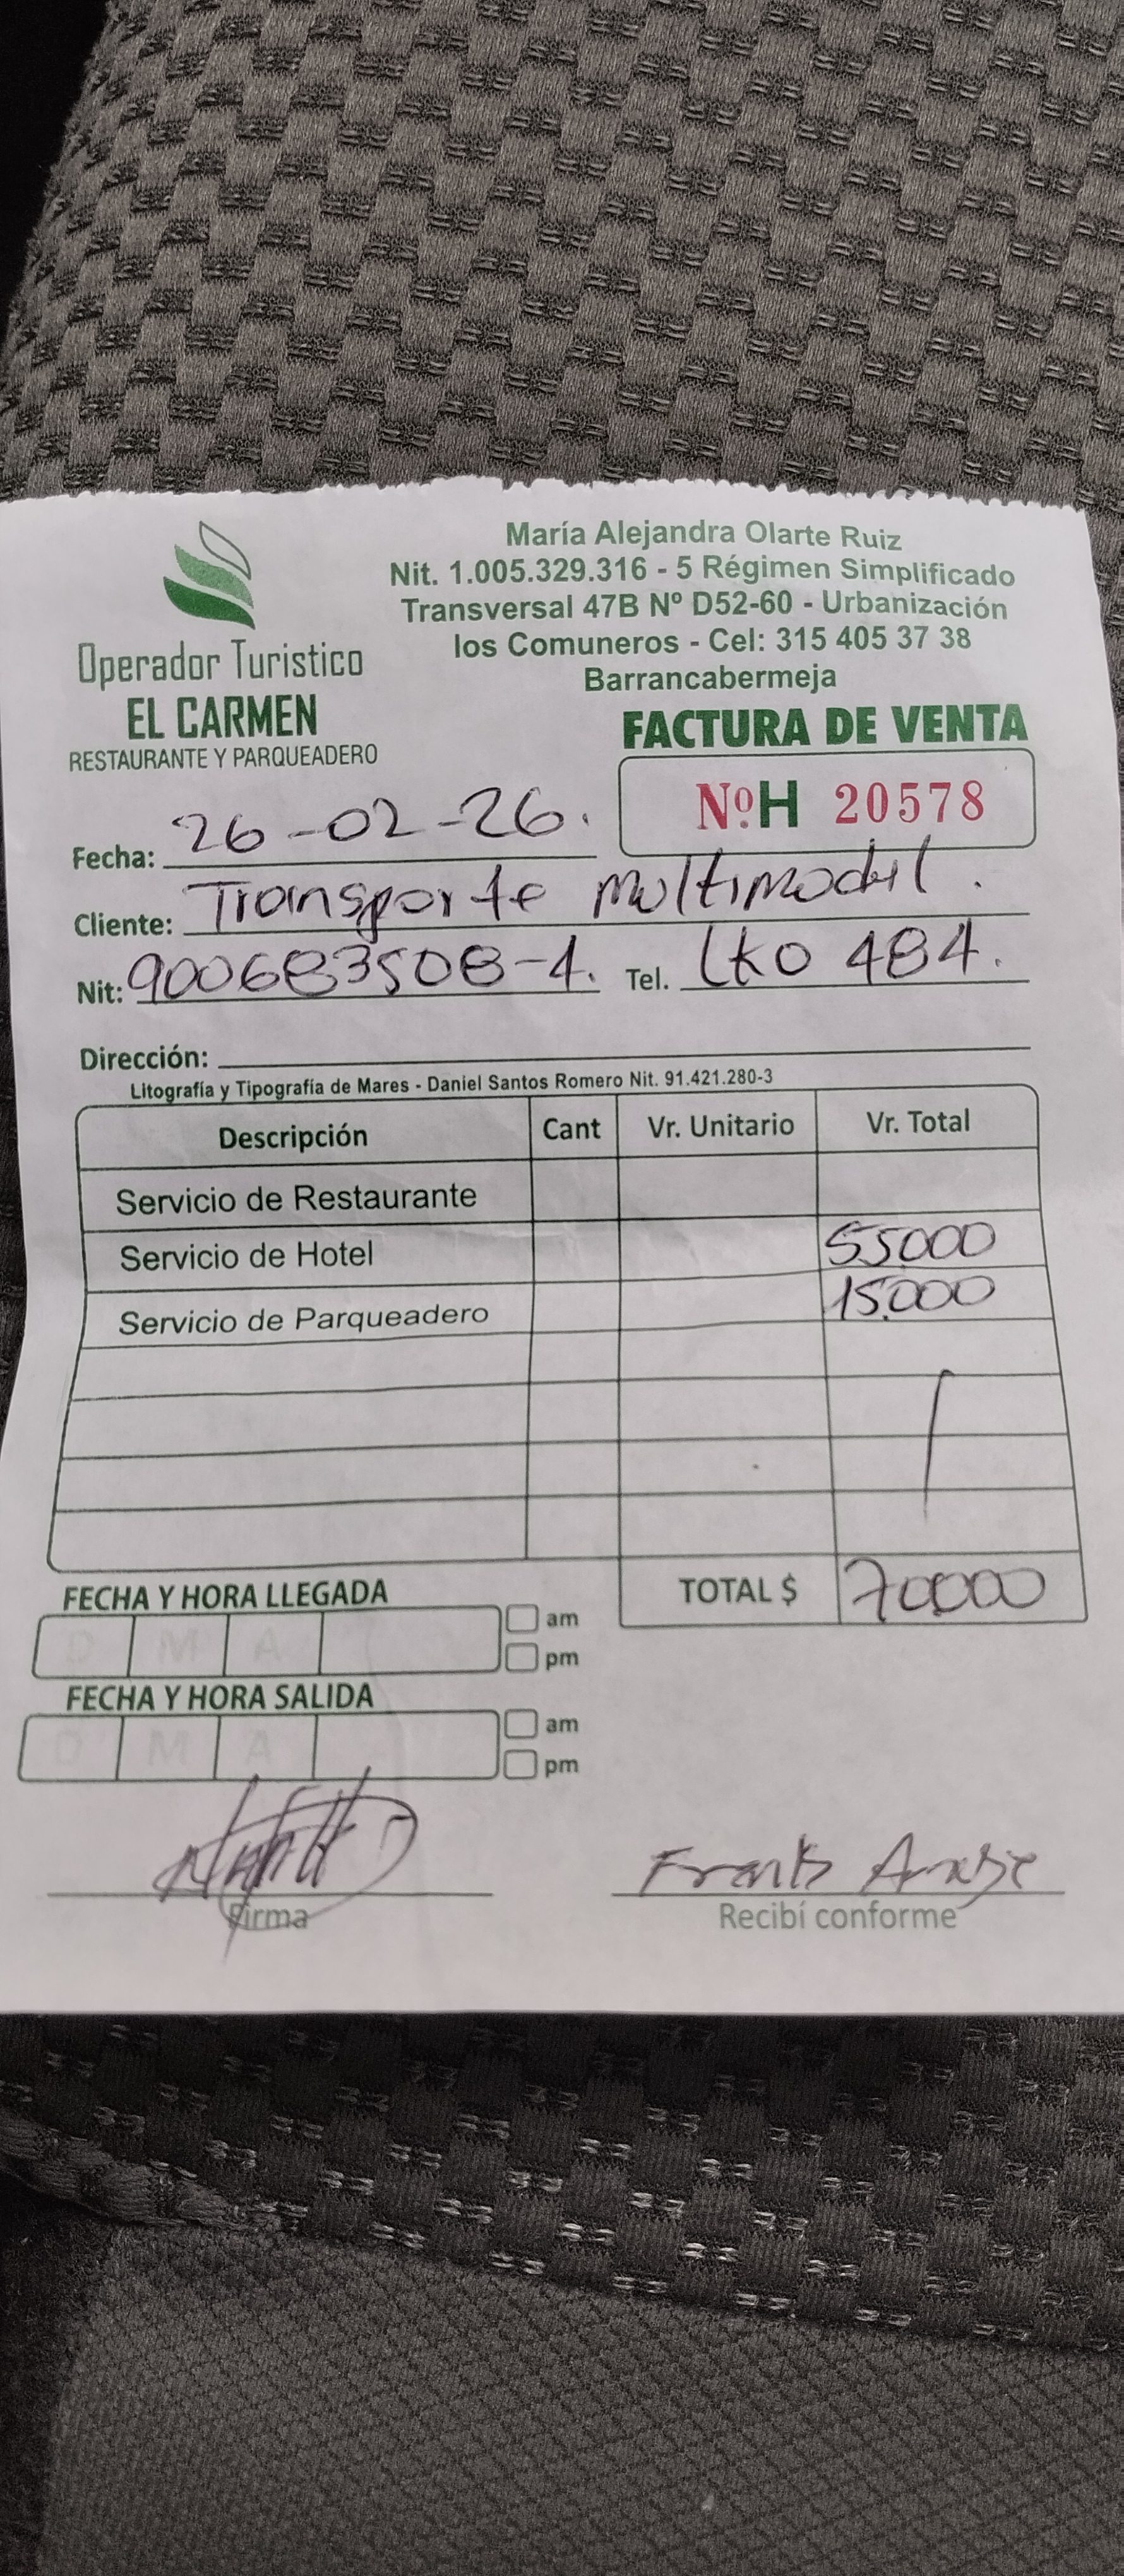 María Alejandra Olarte Ruiz
Nit. 1.005.329.316 - 5 Régimen Simplificado
Transversal 47B Nº D52-60 - Urbanización
los Comuneros - Cel: 315 405 37 38
Barrancabermeja
Operador Turistico
EL CARMEN
RESTAURANTE Y PARQUEADERO
FACTURA DE VENTA
Nº H 20578
Fecha: 26-02-26.
Cliente: Transporte multimodal.
Nit: 900683508-1. Tel. LKO 484.
Dirección:
Litografía y Tipografía de Mares - Daniel Santos Romero Nit. 91.421.280-3
Descripción Cant Vr. Unitario Vr. Total
Servicio de Restaurante
Servicio de Hotel 55000
Servicio de Parqueadero 15.000
TOTAL $ 70000
FECHA Y HORA LLEGADA
D M A am
pm
FECHA Y HORA SALIDA
D M A am
pm
Firma
Recibí conforme